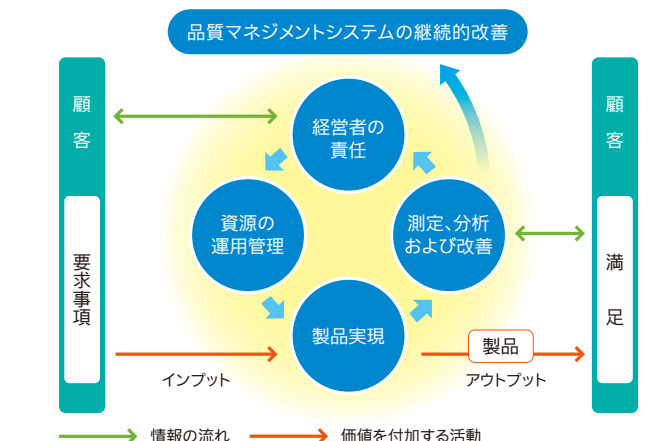 品質マネジメントシステムの継続的改善
顧客
要求事項
経営者の
責任
資源の
運用管理
測定、分析
および改善
製品実現
顧客
満足
インプット
製品
アウトプット
情報の流れ
価値を付加する活動